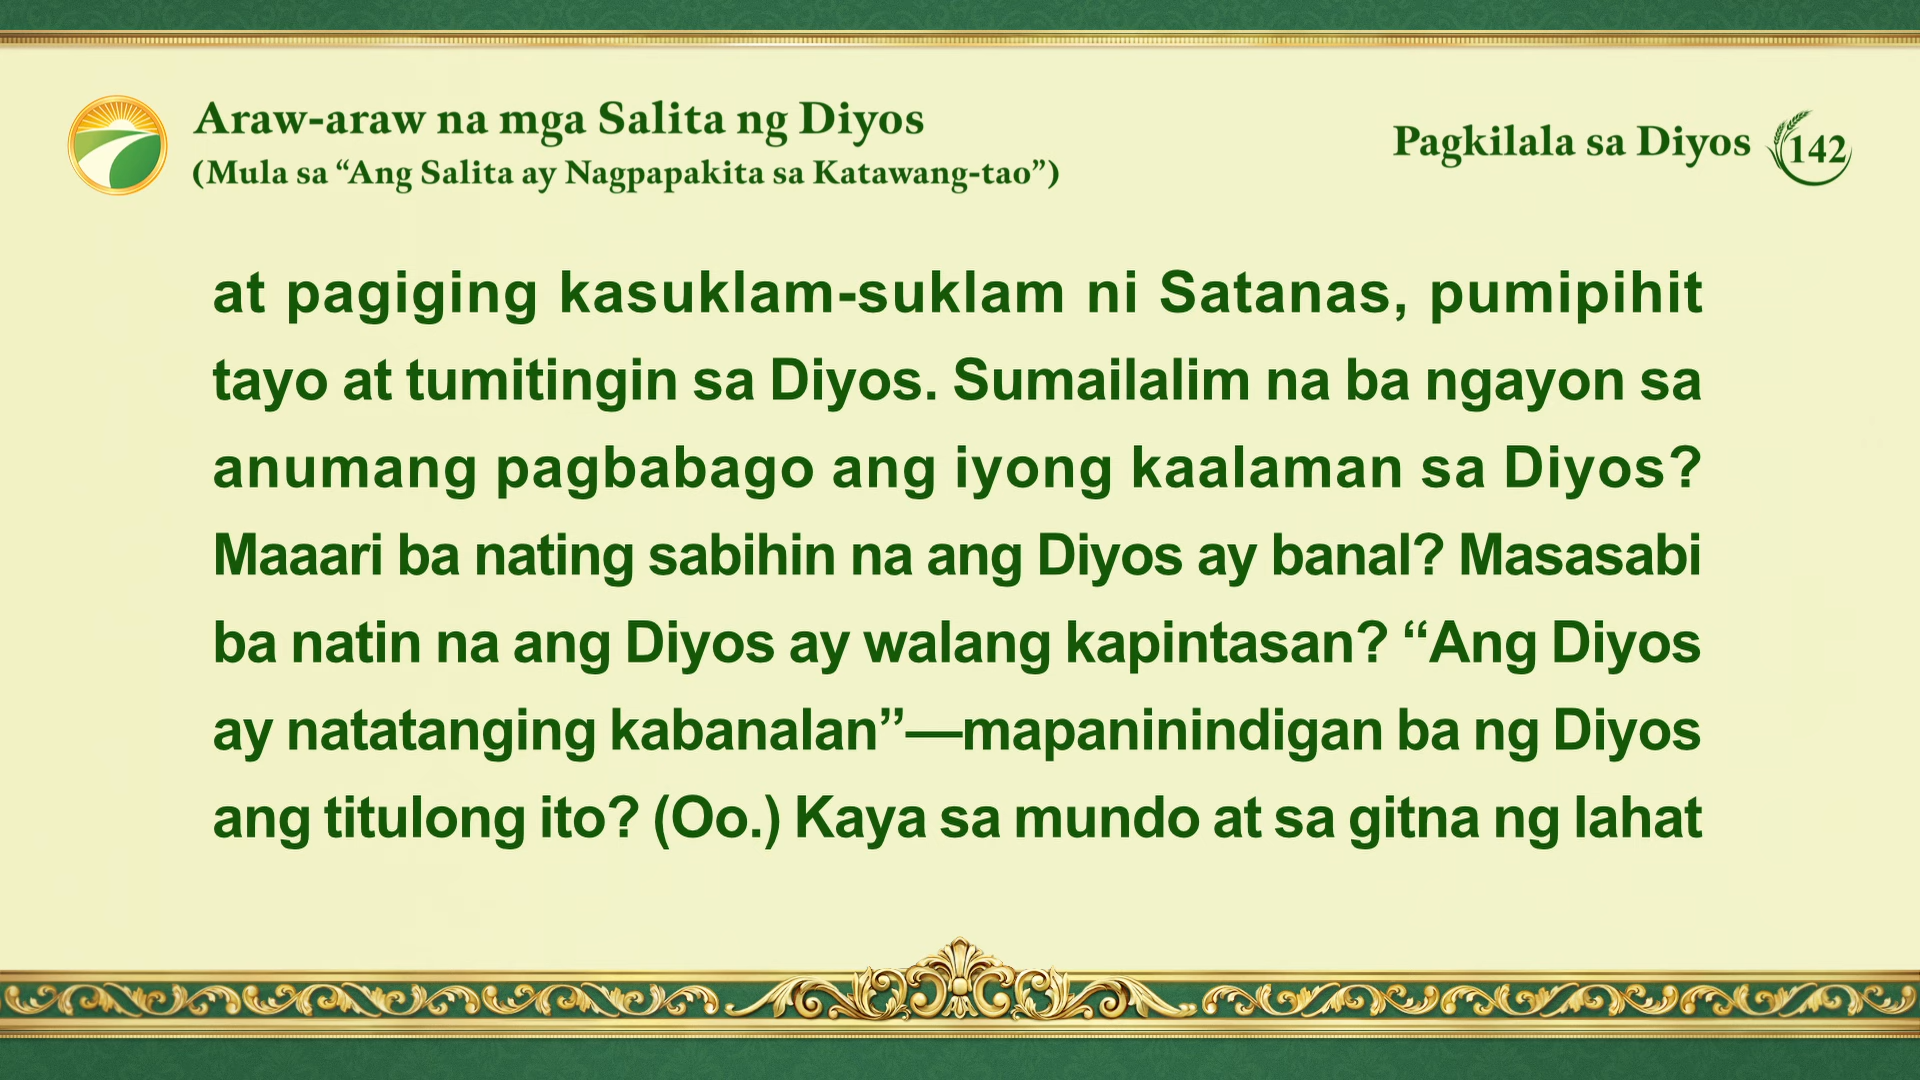 Araw-araw na mga Salita ng Diyos
(Mula sa “Ang Salita ay Nagpapakita sa Katawang-tao”)
Pagkilala sa Diyos 142
at pagiging kasuklam-suklam ni Satanas, pumipihit
tayo at tumitingin sa Diyos. Sumailalim na ba ngayon sa
anumang pagbabago ang iyong kaalaman sa Diyos?
Maaari ba nating sabihin na ang Diyos ay banal? Masasabi
ba natin na ang Diyos ay walang kapintasan? “Ang Diyos
ay natatanging kabanalan”—mapaninindigan ba ng Diyos
ang titulong ito? (Oo.) Kaya sa mundo at sa gitna ng lahat